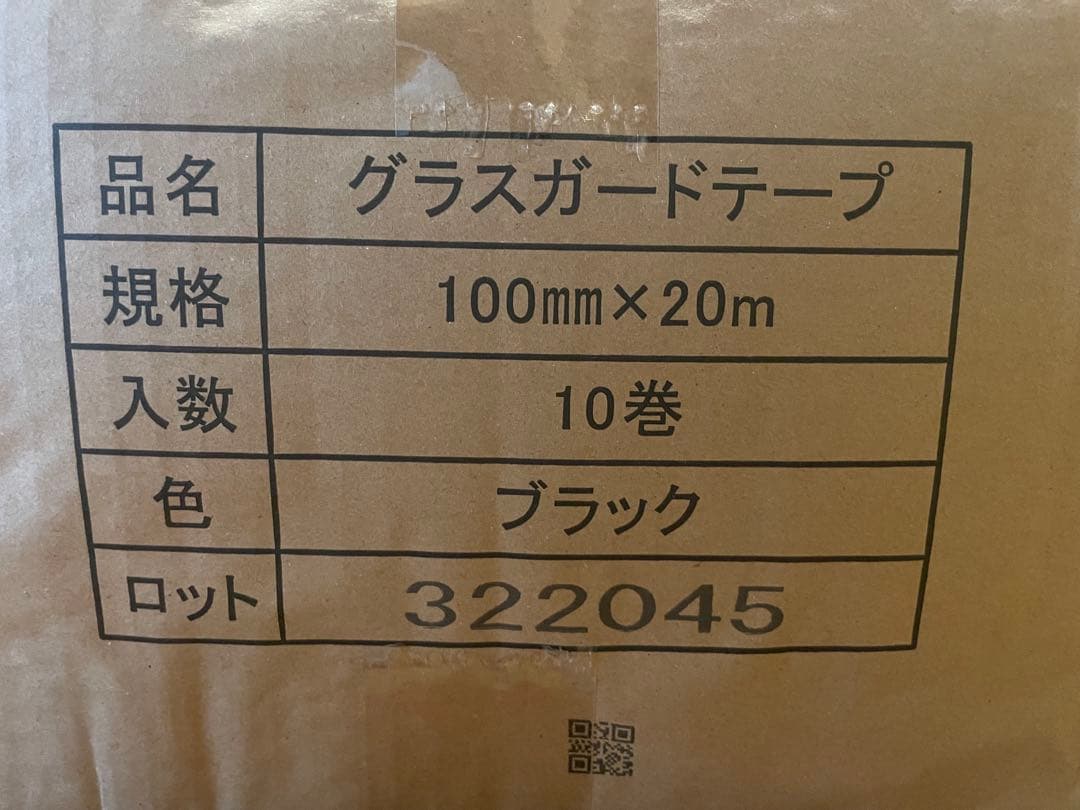 品名 グラスガードテープ
規格 100㎜×20m
入数 10巻
色 ブラック
ロット 322045